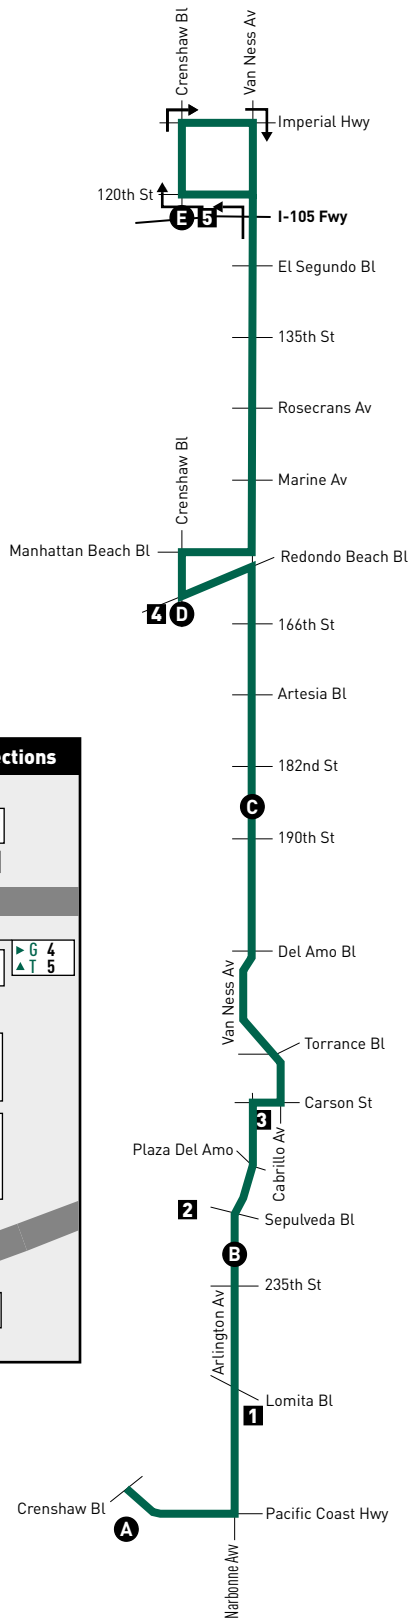 Crenshaw Bl
Van Ness Av
Imperial Hwy
120th St
E 5
I-105 Fwy
El Segundo Bl
135th St
Rosecrans Av
Crenshaw Bl
Marine Av
Manhattan Beach Bl
Redondo Beach Bl
4 D
166th St
Artesia Bl
ctions
182nd St
C
190th St
G 4
T 5
Del Amo Bl
Van Ness Av
Torrance Bl
Carson St
3
Cabrillo Av
Plaza Del Amo
2
Sepulveda Bl
B
235th St
Arlington Av
Lomita Bl
1
Crenshaw Bl
A
Pacific Coast Hwy
Narbonne Avv